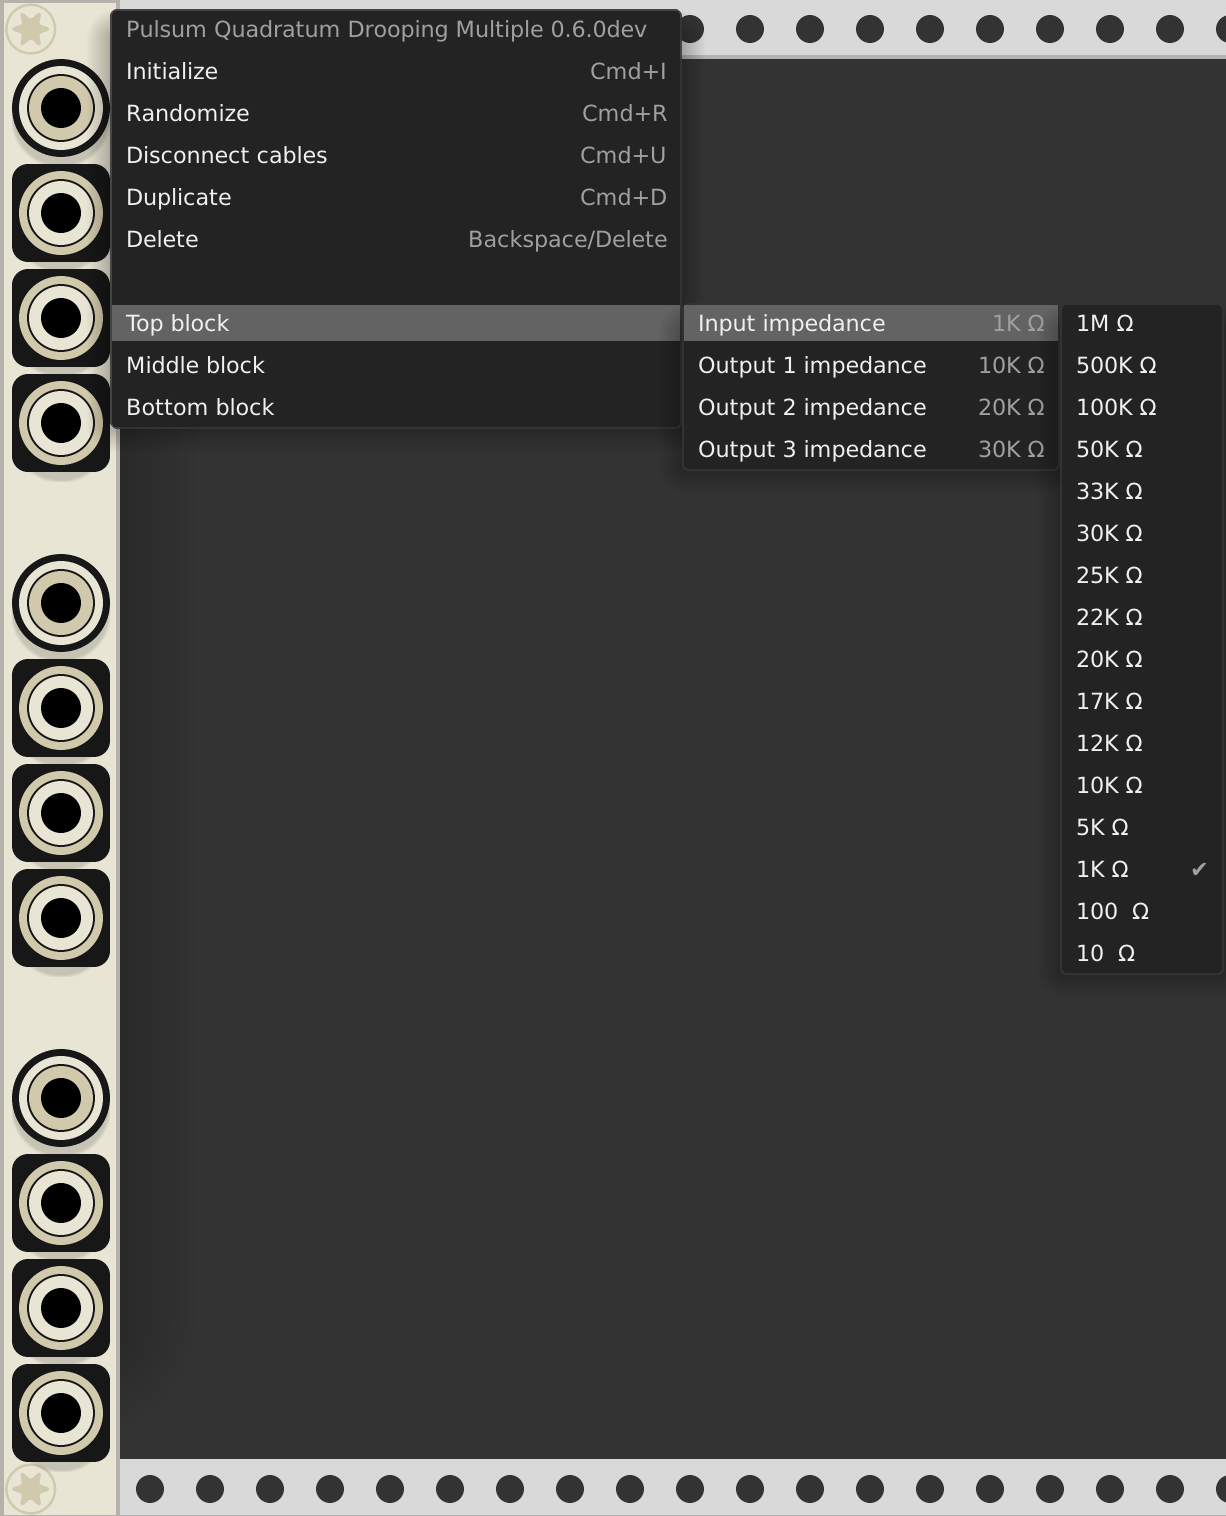 Pulsum Quadratum Drooping Multiple 0.6.0dev
Initialize Cmd+I
Randomize Cmd+R
Disconnect cables Cmd+U
Duplicate Cmd+D
Delete Backspace/Delete
Top block
Middle block
Bottom block
Input impedance 1K Ω
Output 1 impedance 10K Ω
Output 2 impedance 20K Ω
Output 3 impedance 30K Ω
1M Ω
500K Ω
100K Ω
50K Ω
33K Ω
30K Ω
25K Ω
22K Ω
20K Ω
17K Ω
12K Ω
10K Ω
5K Ω
1K Ω ✔
100  Ω
10  Ω